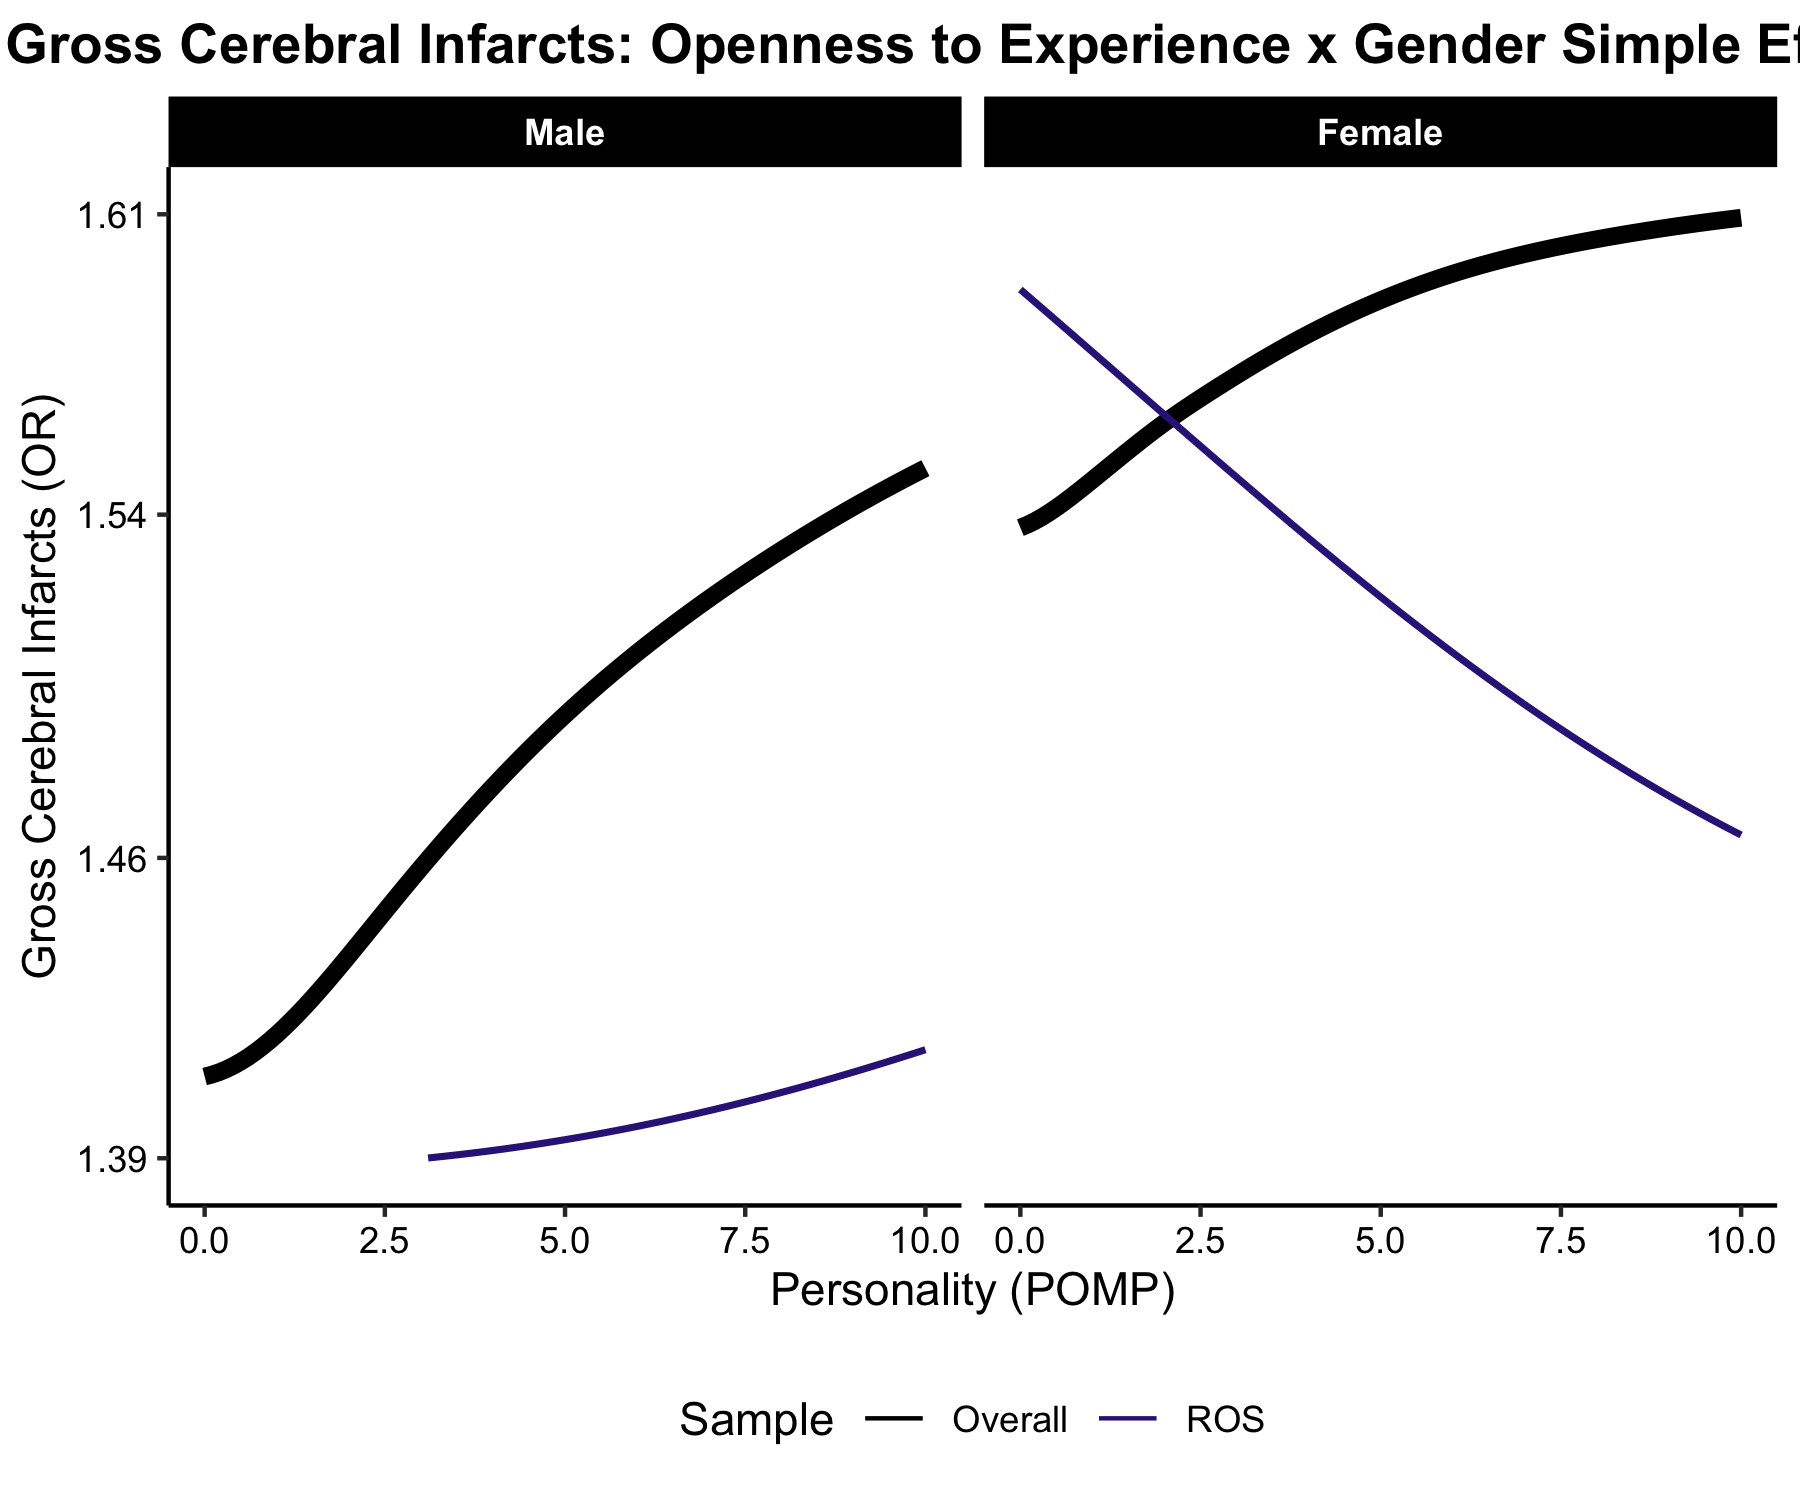 Gross Cerebral Infarcts: Openness to Experience x Gender Simple Ef
Male Female
Gross Cerebral Infarcts (OR)
1.61
1.54
1.46
1.39
0.0 2.5 5.0 7.5 10.0 0.0 2.5 5.0 7.5 10.0
Personality (POMP)
Sample Overall ROS